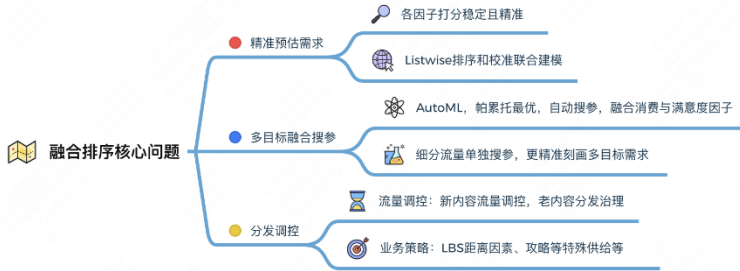 融合排序核心问题
精准预估需求
各因子打分稳定且精准
Listwise排序和校准联合建模
多目标融合搜参
AutoML，帕累托最优，自动搜参，融合消费与满意度因子
细分流量单独搜参，更精准刻画多目标需求
分发调控
流量调控：新内容流量调控，老内容分发治理
业务策略：LBS距离因素、攻略等特殊供给等